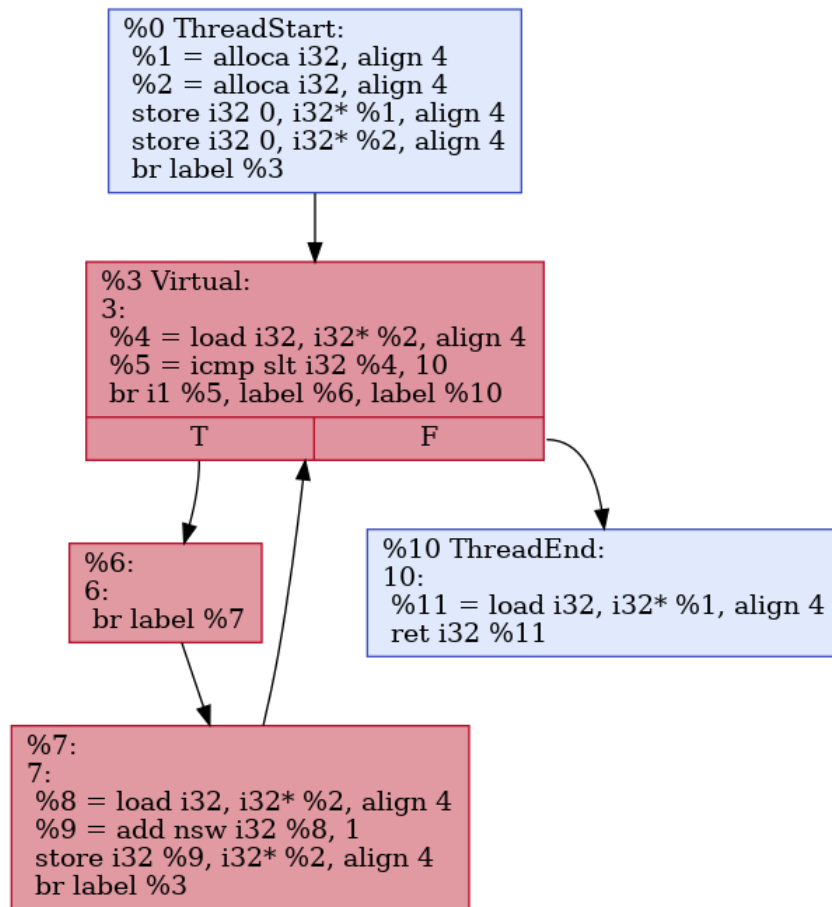 %0 ThreadStart:
%1 = alloca i32, align 4
%2 = alloca i32, align 4
store i32 0, i32* %1, align 4
store i32 0, i32* %2, align 4
br label %3
%3 Virtual:
3:
%4 = load i32, i32* %2, align 4
%5 = icmp slt i32 %4, 10
br i1 %5, label %6, label %10
T F
%6:
6:
br label %7
%10 ThreadEnd:
10:
%11 = load i32, i32* %1, align 4
ret i32 %11
%7:
7:
%8 = load i32, i32* %2, align 4
%9 = add nsw i32 %8, 1
store i32 %9, i32* %2, align 4
br label %3